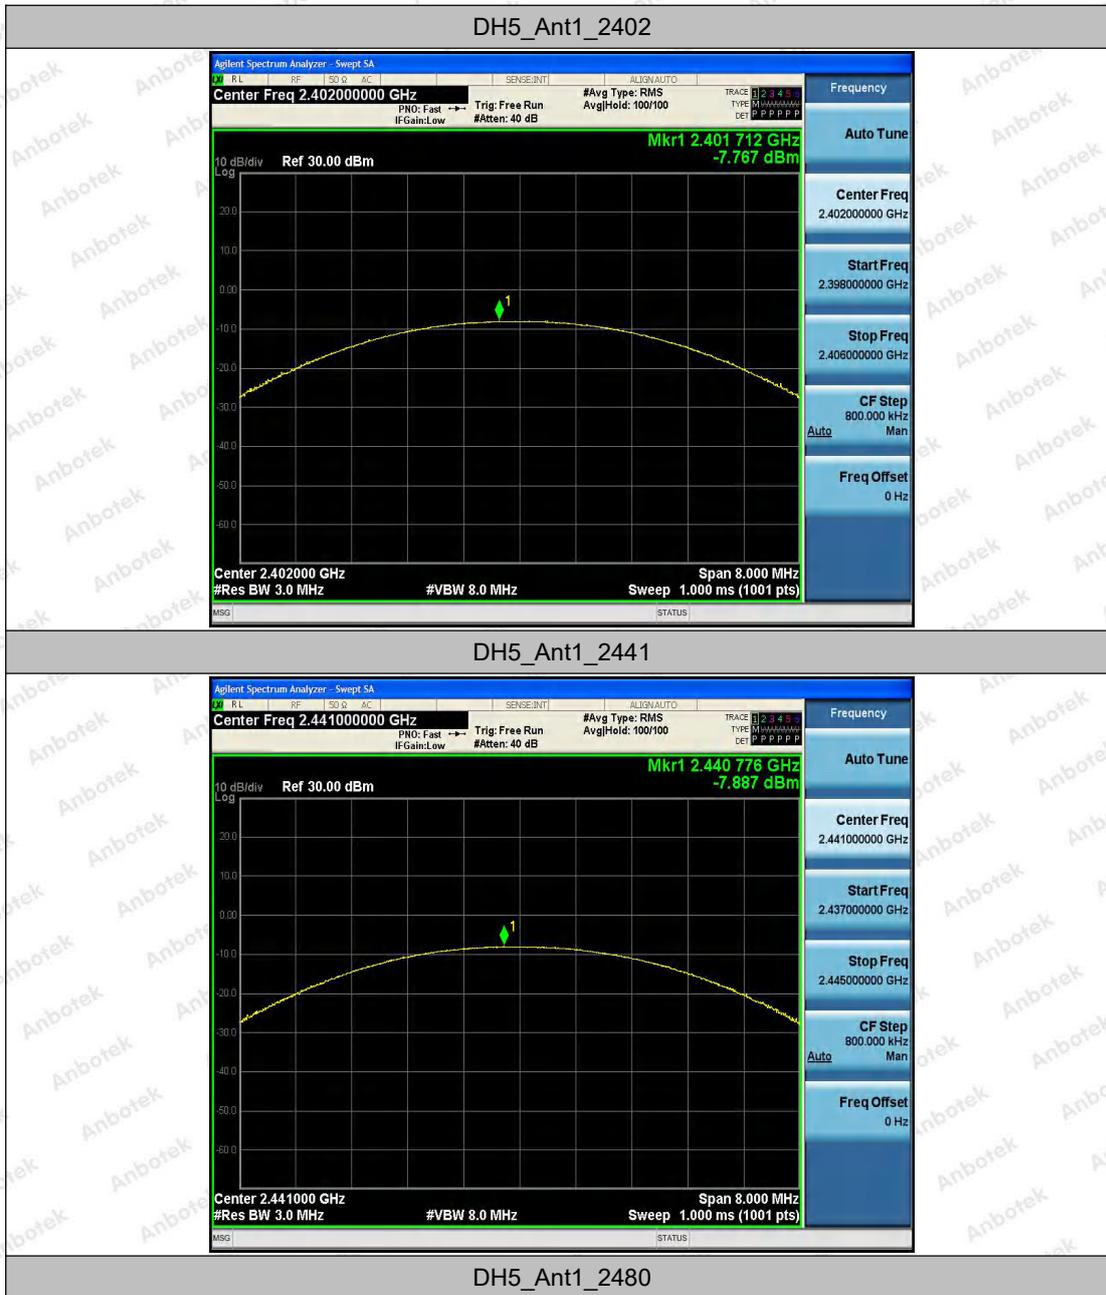 DH5_Ant1_2402
Agilent Spectrum Analyzer - Swept SA
LXI RL RF 50 Ω AC SENSE:INT ALIGNAUTO
Center Freq 2.402000000 GHz
PNO: Fast
IFGain:Low
Trig: Free Run
#Atten: 40 dB
#Avg Type: RMS
Avg|Hold: 100/100
TRACE 1 2 3 4 5 6
TYPE M WWWWW
DET P P P P P P
Mkr1 2.401 712 GHz
-7.767 dBm
10 dB/div Ref 30.00 dBm
Log
20.0
10.0
0.00
-10.0
-20.0
-30.0
-40.0
-50.0
-60.0
1
Center 2.402000 GHz Span 8.000 MHz
#Res BW 3.0 MHz #VBW 8.0 MHz Sweep 1.000 ms (1001 pts)
MSG STATUS
Frequency
Auto Tune
Center Freq
2.402000000 GHz
Start Freq
2.398000000 GHz
Stop Freq
2.406000000 GHz
CF Step
800.000 kHz
Auto Man
Freq Offset
0 Hz
DH5_Ant1_2441
Agilent Spectrum Analyzer - Swept SA
LXI RL RF 50 Ω AC SENSE:INT ALIGNAUTO
Center Freq 2.441000000 GHz
PNO: Fast
IFGain:Low
Trig: Free Run
#Atten: 40 dB
#Avg Type: RMS
Avg|Hold: 100/100
TRACE 1 2 3 4 5 6
TYPE M WWWWW
DET P P P P P P
Mkr1 2.440 776 GHz
-7.887 dBm
10 dB/div Ref 30.00 dBm
Log
20.0
10.0
0.00
-10.0
-20.0
-30.0
-40.0
-50.0
-60.0
1
Center 2.441000 GHz Span 8.000 MHz
#Res BW 3.0 MHz #VBW 8.0 MHz Sweep 1.000 ms (1001 pts)
MSG STATUS
Frequency
Auto Tune
Center Freq
2.441000000 GHz
Start Freq
2.437000000 GHz
Stop Freq
2.445000000 GHz
CF Step
800.000 kHz
Auto Man
Freq Offset
0 Hz
DH5_Ant1_2480
Anbotek